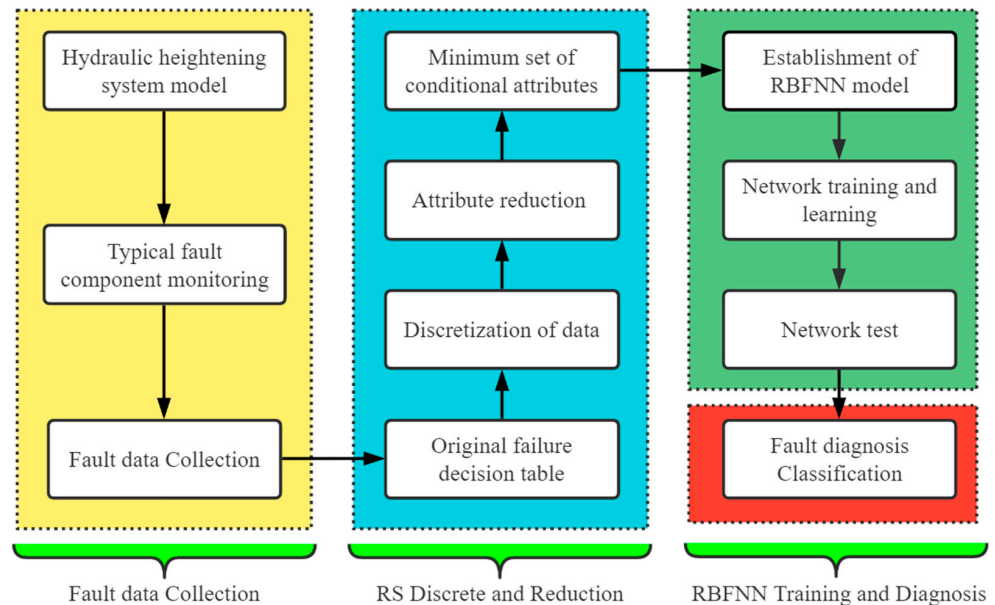 Hydraulic heightening
system model
Typical fault
component monitoring
Fault data Collection
Fault data Collection
Minimum set of
conditional attributes
Attribute reduction
Discretization of data
Original failure
decision table
RS Discrete and Reduction
Establishment of
RBFNN model
Network training and
learning
Network test
Fault diagnosis
Classification
RBFNN Training and Diagnosis